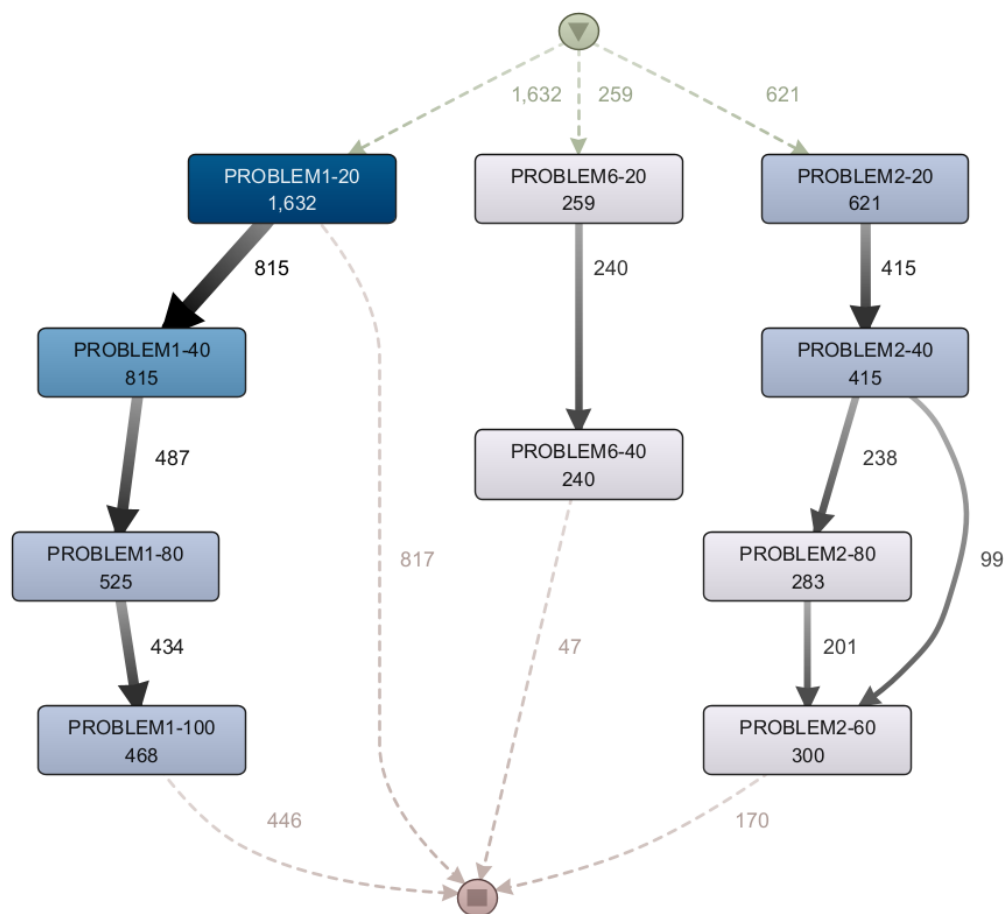 1,632
259
621
PROBLEM1-20
1,632
PROBLEM6-20
259
PROBLEM2-20
621
815
240
415
PROBLEM1-40
815
PROBLEM2-40
415
487
PROBLEM6-40
240
238
PROBLEM1-80
525
817
PROBLEM2-80
283
99
434
47
201
PROBLEM1-100
468
PROBLEM2-60
300
446
170